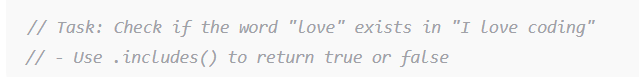 // Task: Check if the word "love" exists in "I love coding"
// - Use .includes() to return true or false